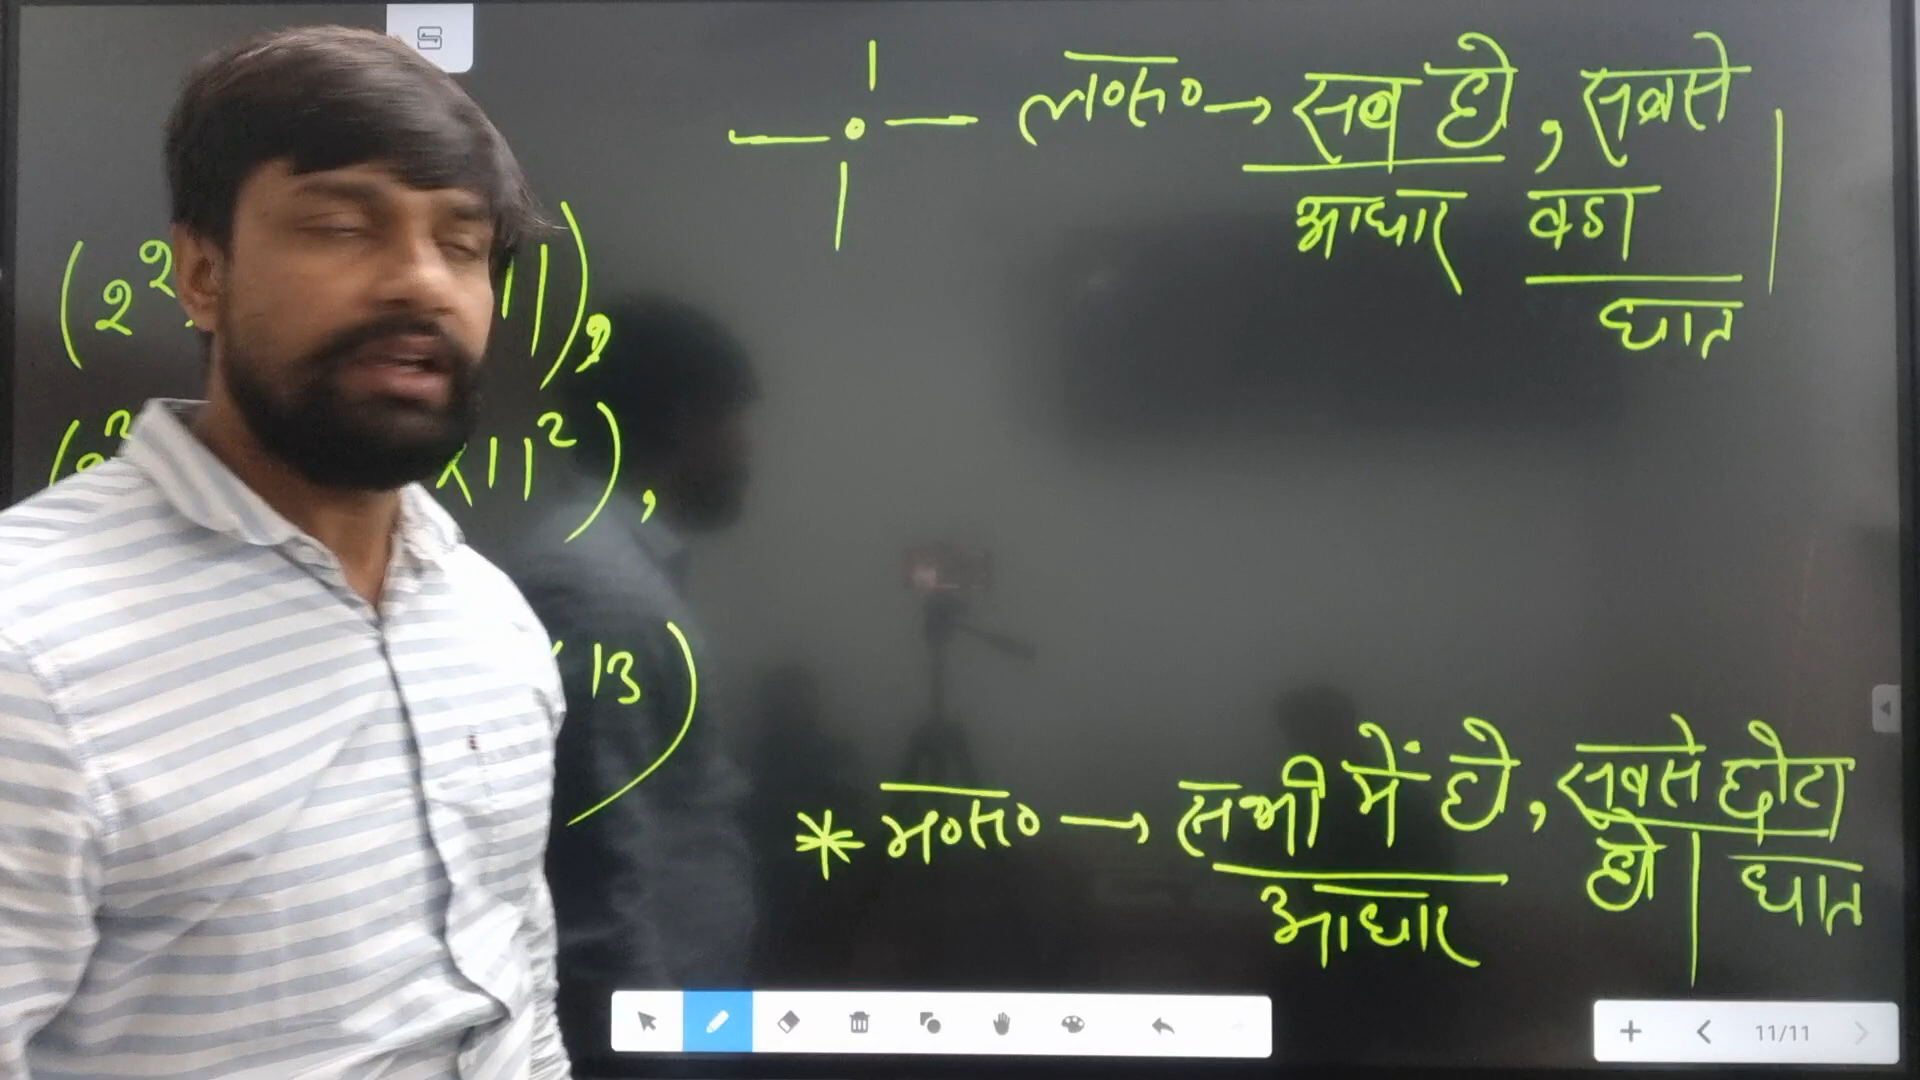 ल०स० → सब हो, सबसे
आधार बडा
घात
(2²
11),
×11²),
13)
* म०स० → सभी में हो, सबसे छोटा
आधार हो | घात
11/11